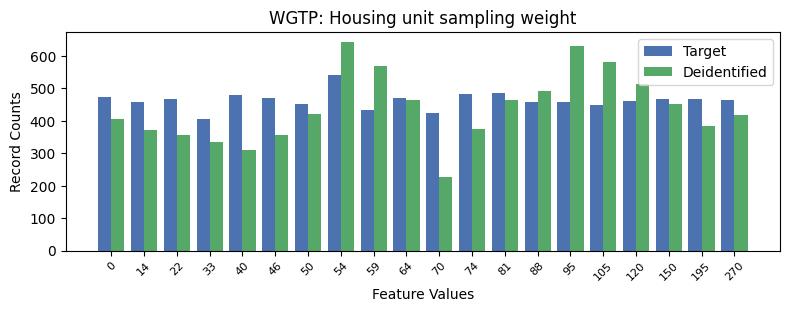 WGTP: Housing unit sampling weight
Target
Deidentified
Record Counts
600
500
400
300
200
100
0
0 14 22 33 40 46 50 54 59 64 70 74 81 88 95 105 120 150 195 270
Feature Values